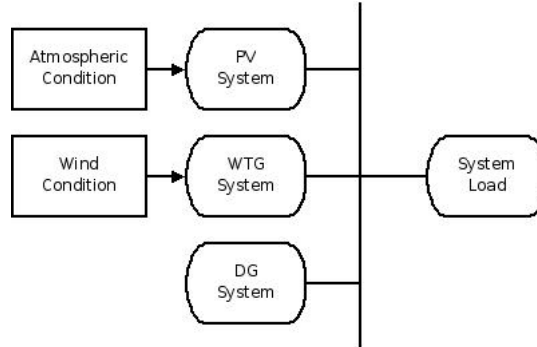 Atmospheric
Condition
PV
System
Wind
Condition
WTG
System
System
Load
DG
System